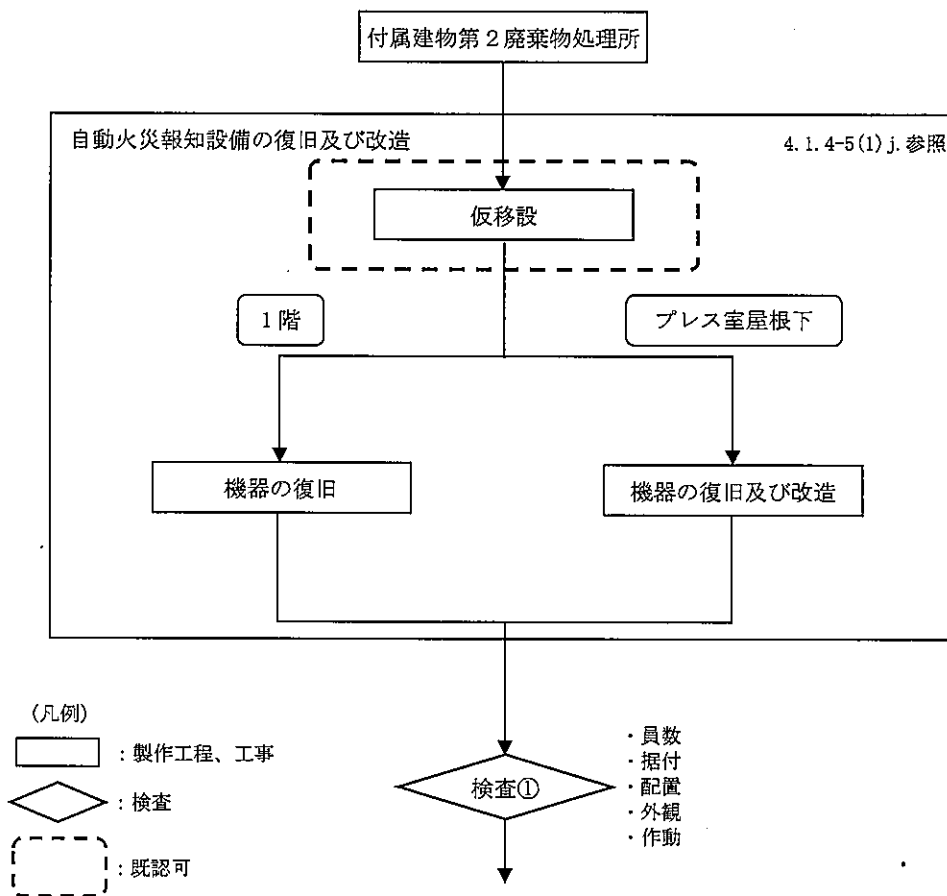 付属建物第2廃棄物処理所
自動火災報知設備の復旧及び改造
4.1.4-5(1)j.参照
仮移設
1階
プレス室屋根下
機器の復旧
機器の復旧及び改造
(凡例)
：製作工程、工事
：検査
：既認可
検査①
・員数
・据付
・配置
・外観
・作動